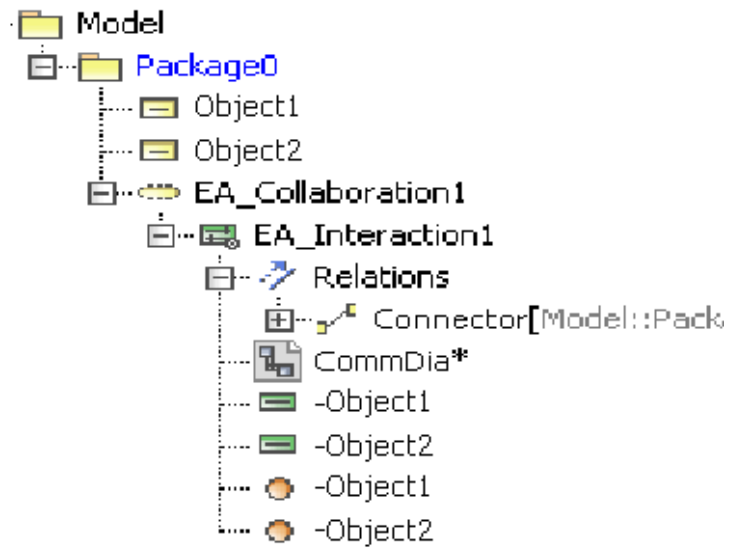 Model
Package0
Object1
Object2
EA_Collaboration1
EA_Interaction1
Relations
Connector[Model::Pack
CommDia*
-Object1
-Object2
-Object1
-Object2